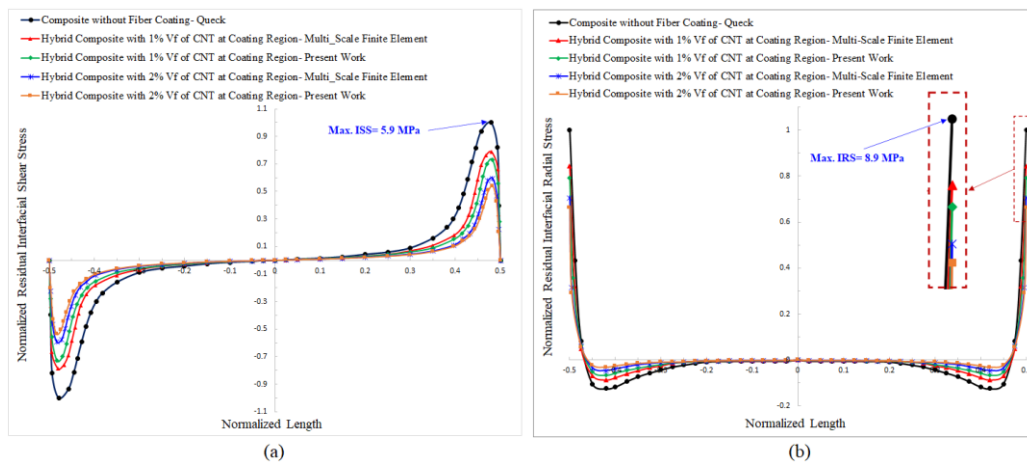 Composite without Fiber Coating- Queck
Hybrid Composite with 1% Vf of CNT at Coating Region- Multi_Scale Finite Element
Hybrid Composite with 1% Vf of CNT at Coating Region- Present Work
Hybrid Composite with 2% Vf of CNT at Coating Region- Multi_Scale Finite Element
Hybrid Composite with 2% Vf of CNT at Coating Region- Present Work
Normalized Residual Interfacial Shear Stress
1.1
0.9
0.7
0.5
0.3
0.1
-0.1
-0.3
-0.5
-0.7
-0.9
-1.1
Max. ISS= 5.9 MPa
-0.5
-0.4
-0.3
-0.2
-0.1
0
0.1
0.2
0.3
0.4
0.5
Normalized Length
(a)
Composite without Fiber Coating- Queck
Hybrid Composite with 1% Vf of CNT at Coating Region- Multi-Scale Finite Element
Hybrid Composite with 1% Vf of CNT at Coating Region- Present Work
Hybrid Composite with 2% Vf of CNT at Coating Region- Multi-Scale Finite Element
Hybrid Composite with 2% Vf of CNT at Coating Region- Present Work
Normalized Residual Interfacial Radial Stress
1
0.8
0.6
0.4
0.2
0
-0.2
Max. IRS= 8.9 MPa
-0.5
-0.4
-0.3
-0.2
-0.1
0
0.1
0.2
Normalized Length
(b)